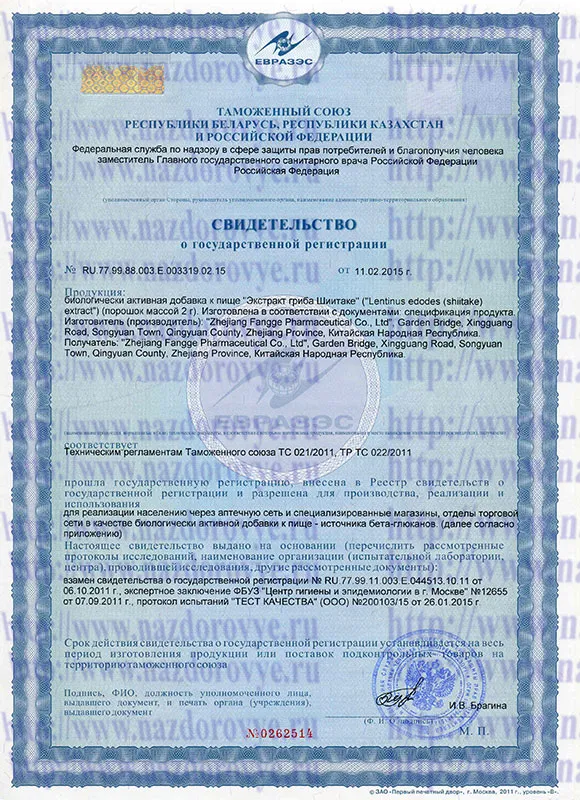 ЕВРАЗЭС
ТАМОЖЕННЫЙ СОЮЗ
РЕСПУБЛИКИ БЕЛАРУСЬ, РЕСПУБЛИКИ КАЗАХСТАН
И РОССИЙСКОЙ ФЕДЕРАЦИИ
Федеральная служба по надзору в сфере защиты прав потребителей и благополучия человека
заместитель Главного государственного санитарного врача Российской Федерации
Российская Федерация
(уполномоченный орган Стороны, руководитель уполномоченного органа, наименование административно-территориального образования)
СВИДЕТЕЛЬСТВО
о государственной регистрации
№ RU.77.99.88.003.Е.003319.02.15 от 11.02.2015 г.
Продукция:
биологически активная добавка к пище "Экстракт гриба Шиитаке" ("Lentinus edodes (shiitake)
extract") (порошок массой 2 г). Изготовлена в соответствии с документами: спецификация продукта.
Изготовитель (производитель): "Zhejiang Fangge Pharmaceutical Co., Ltd", Garden Bridge, Xingguang
Road, Songyuan Town, Qingyuan County, Zhejiang Province, Китайская Народная Республика.
Получатель: "Zhejiang Fangge Pharmaceutical Co., Ltd", Garden Bridge, Xingguang Road, Songyuan
Town, Qingyuan County, Zhejiang Province, Китайская Народная Республика.
ЕВРАЗЭС
соответствует
Техническим регламентам Таможенного союза ТС 021/2011, ТР ТС 022/2011
прошла государственную регистрацию, внесена в Реестр свидетельств о
государственной регистрации и разрешена для производства, реализации и
использования
для реализации населению через аптечную сеть и специализированные магазины, отделы торговой
сети в качестве биологически активной добавки к пище - источника бета-глюканов. (далее согласно
приложению)
Настоящее свидетельство выдано на основании (перечислить рассмотренные
протоколы исследований, наименование организации (испытательной лаборатории,
центра), проводившей исследования, другие рассмотренные документы):
взамен свидетельства о государственной регистрации № RU.77.99.11.003.Е.044513.10.11 от
06.10.2011 г., экспертное заключение ФБУЗ "Центр гигиены и эпидемиологии в г. Москве" №12655
от 07.09.2011 г., протокол испытаний "ТЕСТ КАЧЕСТВА" (ООО) №200103/15 от 26.01.2015 г.
Срок действия свидетельства о государственной регистрации устанавливается на весь
период изготовления продукции или поставок подконтрольных товаров на
территорию таможенного союза
Подпись, ФИО, должность уполномоченного лица,
выдавшего документ, и печать органа (учреждения),
выдавшего документ
И.В. Брагина
(Ф. И. О./подпись)
М. П.
№0262514
© ЗАО «Первый печатный двор», г. Москва, 2011 г., уровень «В».
http://www.nazdorovye.ru